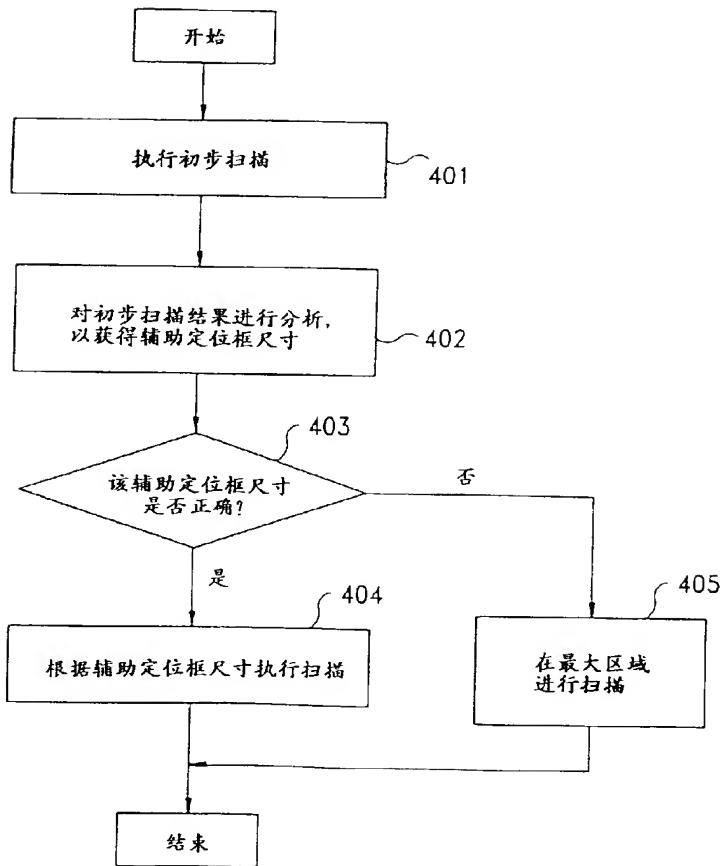 开始
执行初步扫描
401
对初步扫描结果进行分析,
以获得辅助定位框尺寸
402
403
该辅助定位框尺寸
是否正确?
否
是
404
405
根据辅助定位框尺寸执行扫描
在最大区域
进行扫描
结束